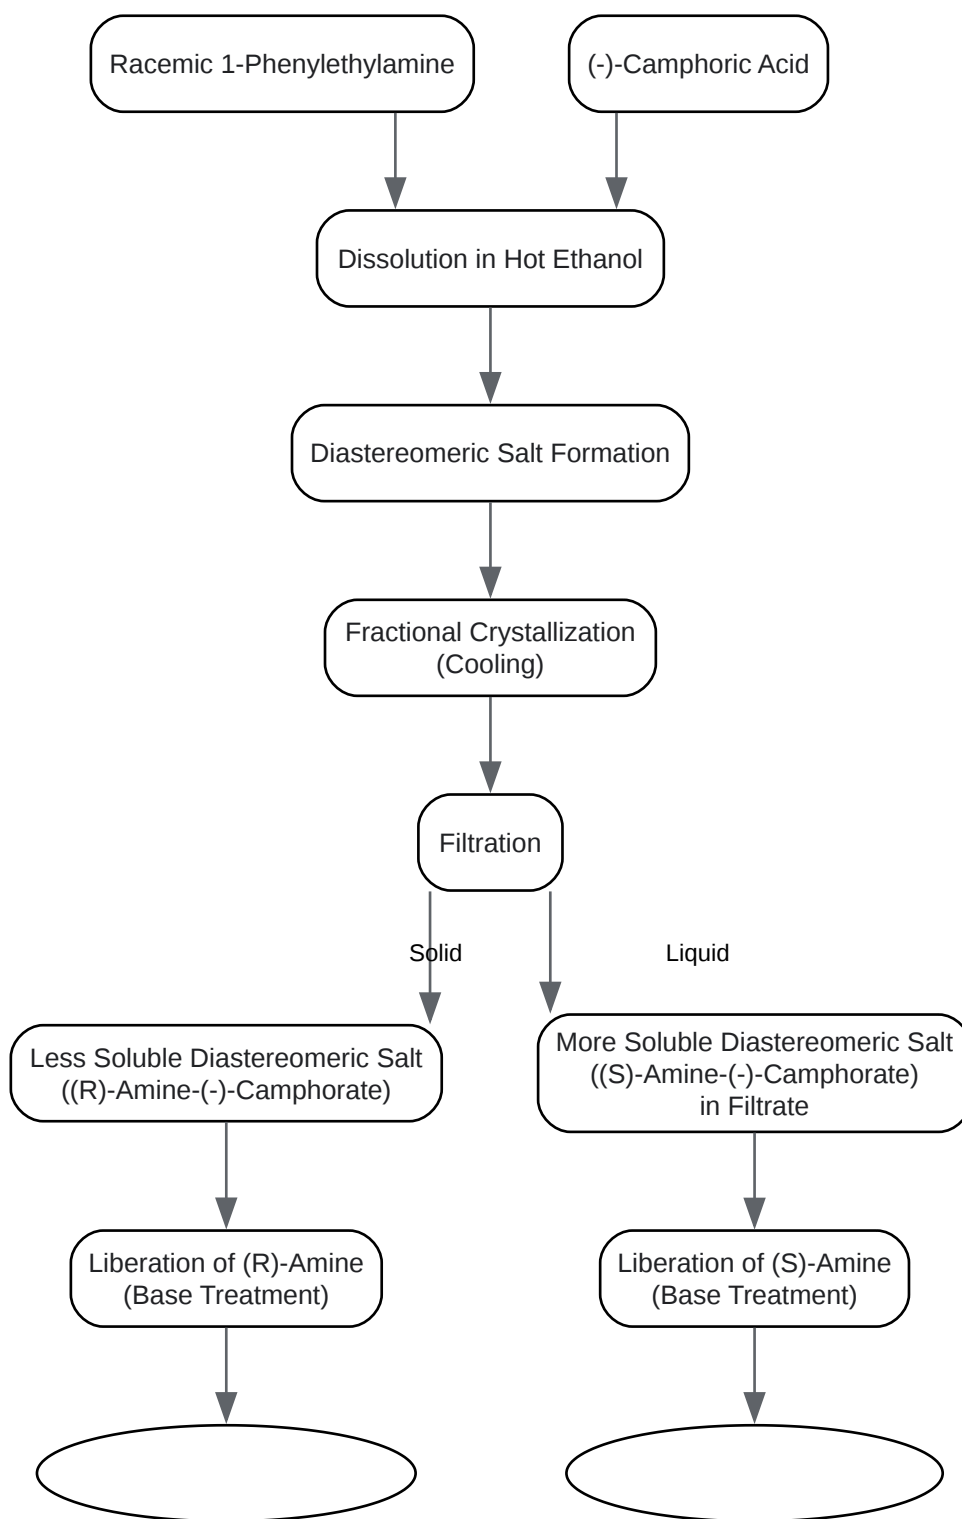 Racemic 1-Phenylethylamine
(-)-Camphoric Acid
Dissolution in Hot Ethanol
Diastereomeric Salt Formation
Fractional Crystallization
(Cooling)
Filtration
Solid
Liquid
Less Soluble Diastereomeric Salt
((R)-Amine-(-)-Camphorate)
More Soluble Diastereomeric Salt
((S)-Amine-(-)-Camphorate)
in Filtrate
Liberation of (R)-Amine
(Base Treatment)
Liberation of (S)-Amine
(Base Treatment)